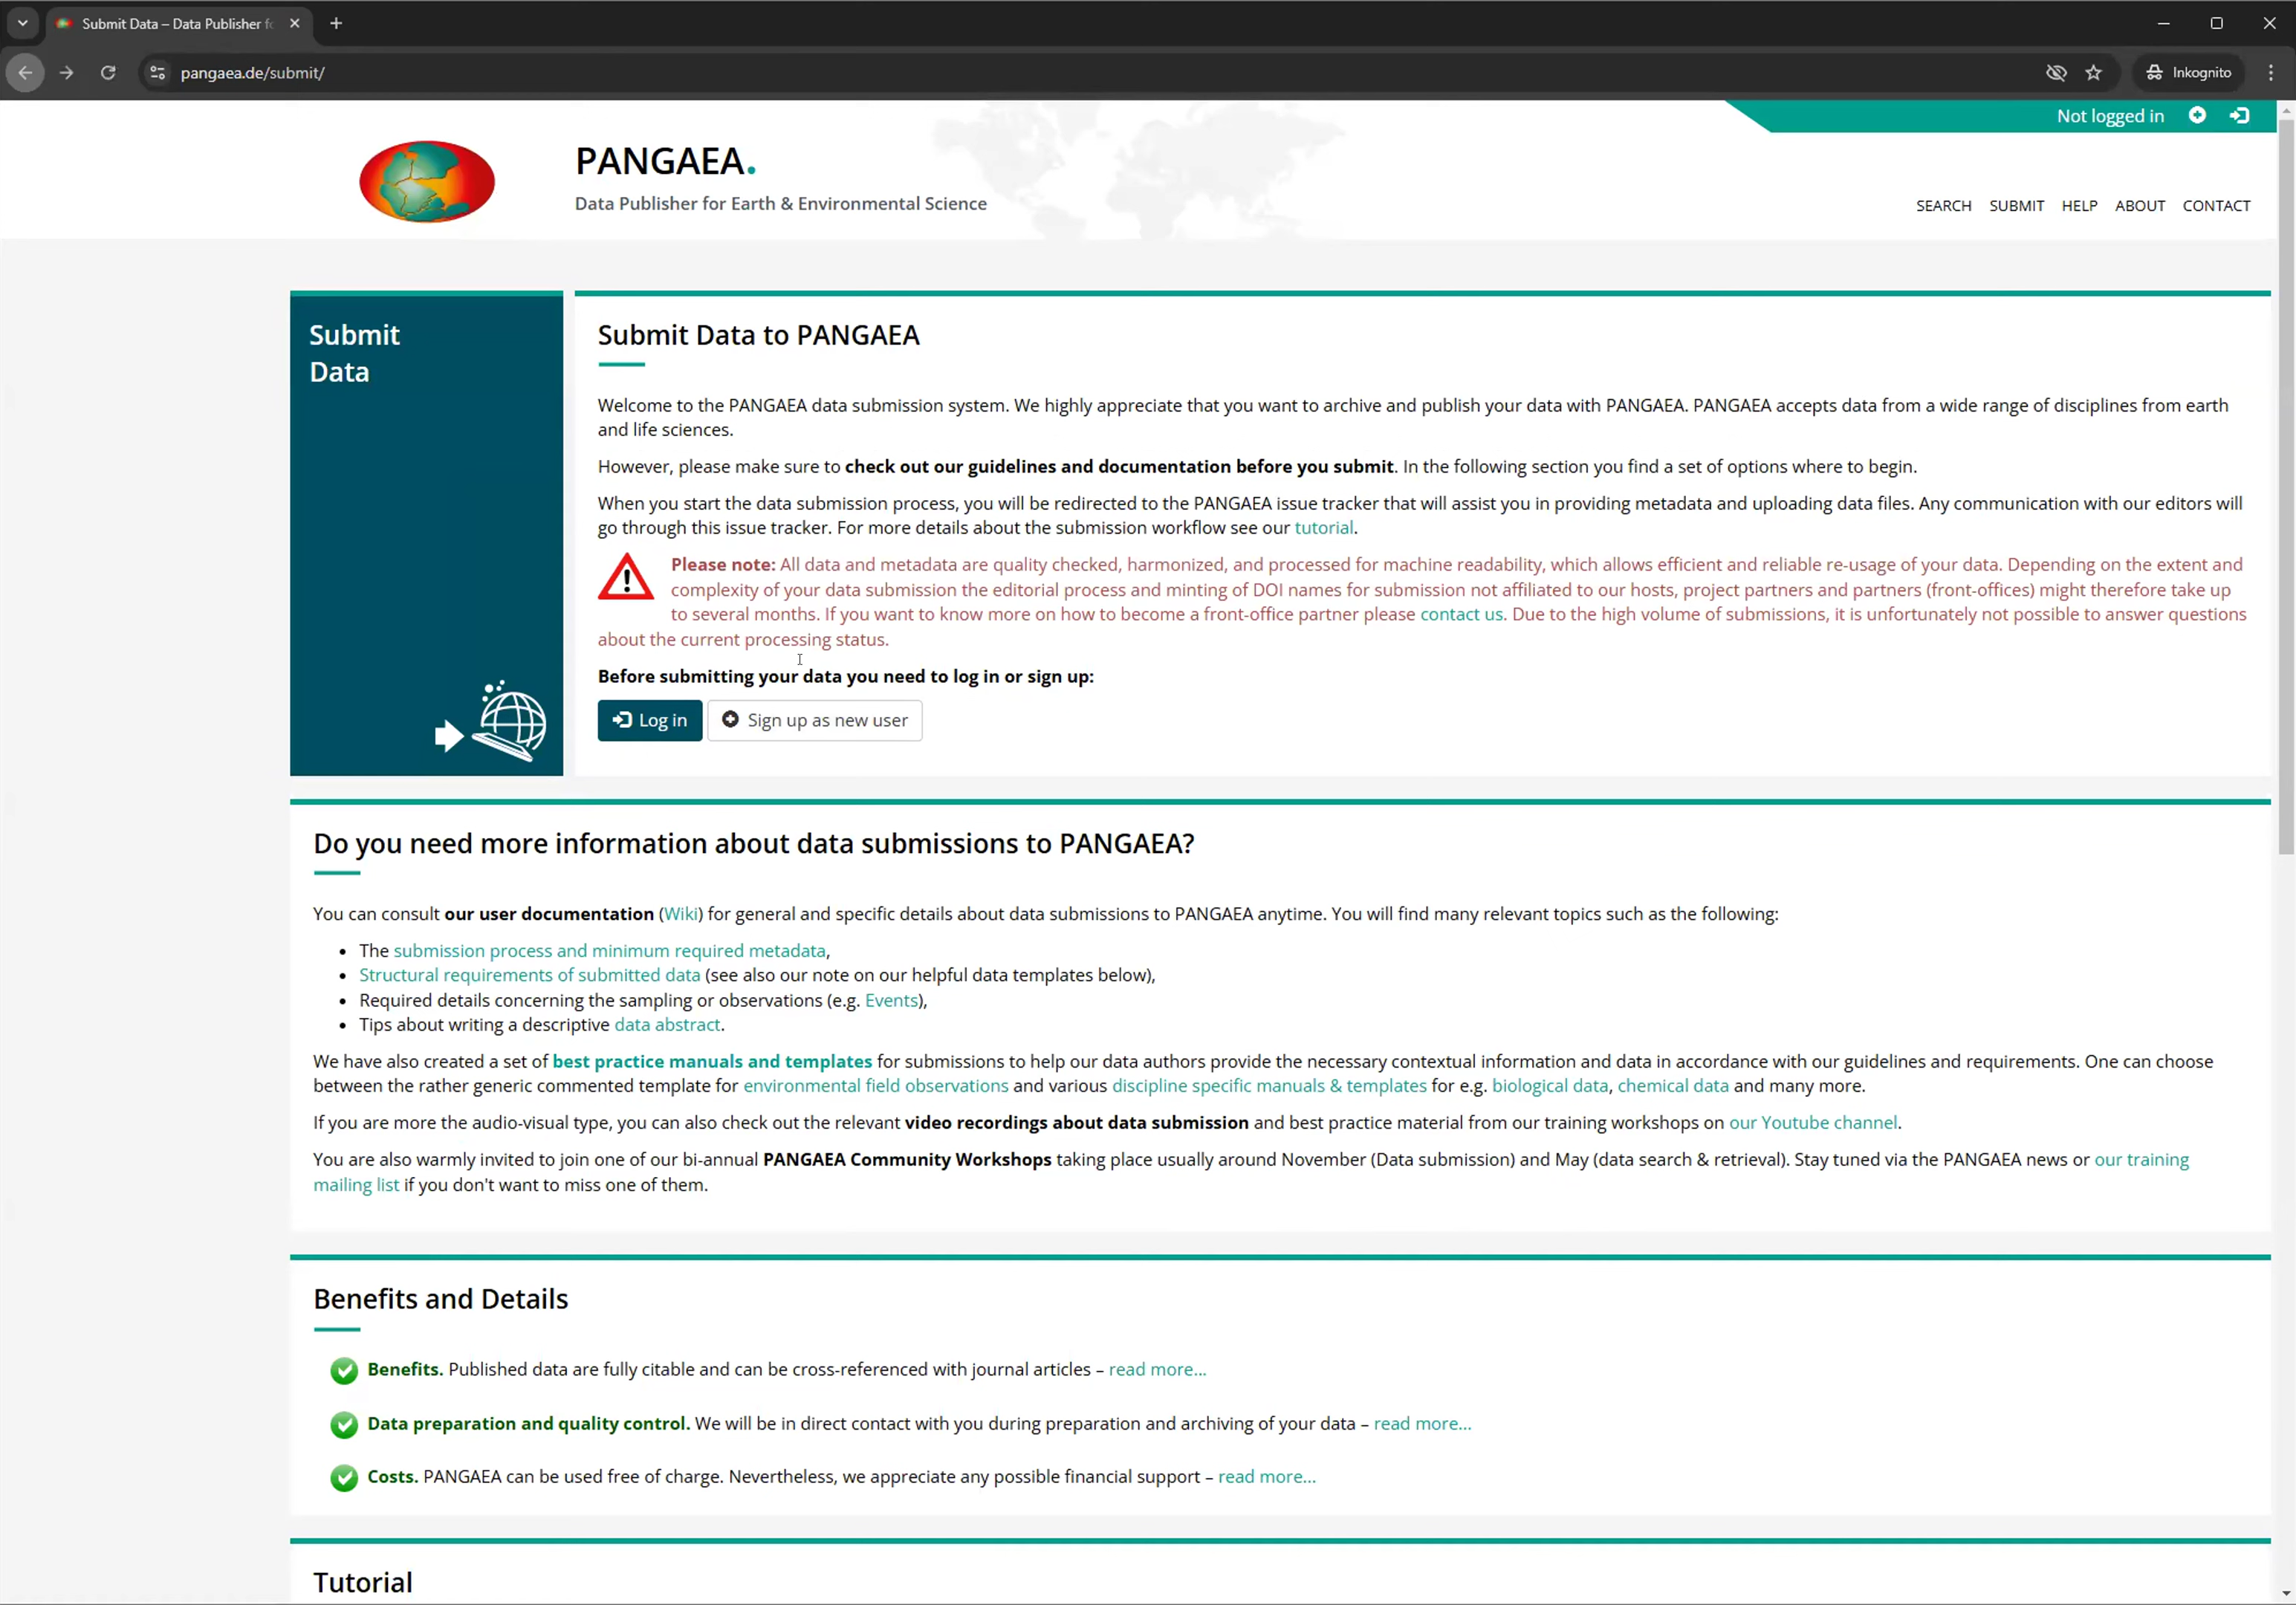 Submit Data – Data Publisher fo
pangaea.de/submit/
Inkognito
Not logged in
PANGAEA.
Data Publisher for Earth & Environmental Science
SEARCH SUBMIT HELP ABOUT CONTACT
Submit
Data
Submit Data to PANGAEA
Welcome to the PANGAEA data submission system. We highly appreciate that you want to archive and publish your data with PANGAEA. PANGAEA accepts data from a wide range of disciplines from earth
and life sciences.
However, please make sure to check out our guidelines and documentation before you submit. In the following section you find a set of options where to begin.
When you start the data submission process, you will be redirected to the PANGAEA issue tracker that will assist you in providing metadata and uploading data files. Any communication with our editors will
go through this issue tracker. For more details about the submission workflow see our tutorial.
Please note: All data and metadata are quality checked, harmonized, and processed for machine readability, which allows efficient and reliable re-usage of your data. Depending on the extent and
complexity of your data submission the editorial process and minting of DOI names for submission not affiliated to our hosts, project partners and partners (front-offices) might therefore take up
to several months. If you want to know more on how to become a front-office partner please contact us. Due to the high volume of submissions, it is unfortunately not possible to answer questions
about the current processing status.
Before submitting your data you need to log in or sign up:
Log in Sign up as new user
Do you need more information about data submissions to PANGAEA?
You can consult our user documentation (Wiki) for general and specific details about data submissions to PANGAEA anytime. You will find many relevant topics such as the following:
• The submission process and minimum required metadata,
• Structural requirements of submitted data (see also our note on our helpful data templates below),
• Required details concerning the sampling or observations (e.g. Events),
• Tips about writing a descriptive data abstract.
We have also created a set of best practice manuals and templates for submissions to help our data authors provide the necessary contextual information and data in accordance with our guidelines and requirements. One can choose
between the rather generic commented template for environmental field observations and various discipline specific manuals & templates for e.g. biological data, chemical data and many more.
If you are more the audio-visual type, you can also check out the relevant video recordings about data submission and best practice material from our training workshops on our Youtube channel.
You are also warmly invited to join one of our bi-annual PANGAEA Community Workshops taking place usually around November (Data submission) and May (data search & retrieval). Stay tuned via the PANGAEA news or our training
mailing list if you don't want to miss one of them.
Benefits and Details
Benefits. Published data are fully citable and can be cross-referenced with journal articles – read more...
Data preparation and quality control. We will be in direct contact with you during preparation and archiving of your data – read more...
Costs. PANGAEA can be used free of charge. Nevertheless, we appreciate any possible financial support – read more...
Tutorial